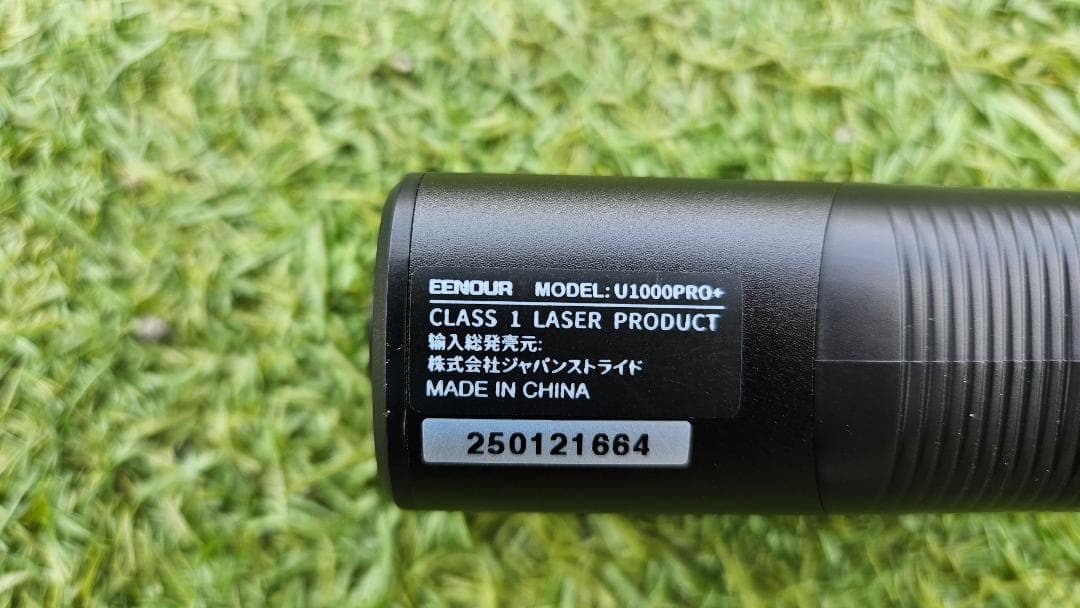 EENOUR MODEL: U1000PRO+
CLASS 1 LASER PRODUCT
输入総発売元:
株式会社ジャパンストライド
MADE IN CHINA
250121664